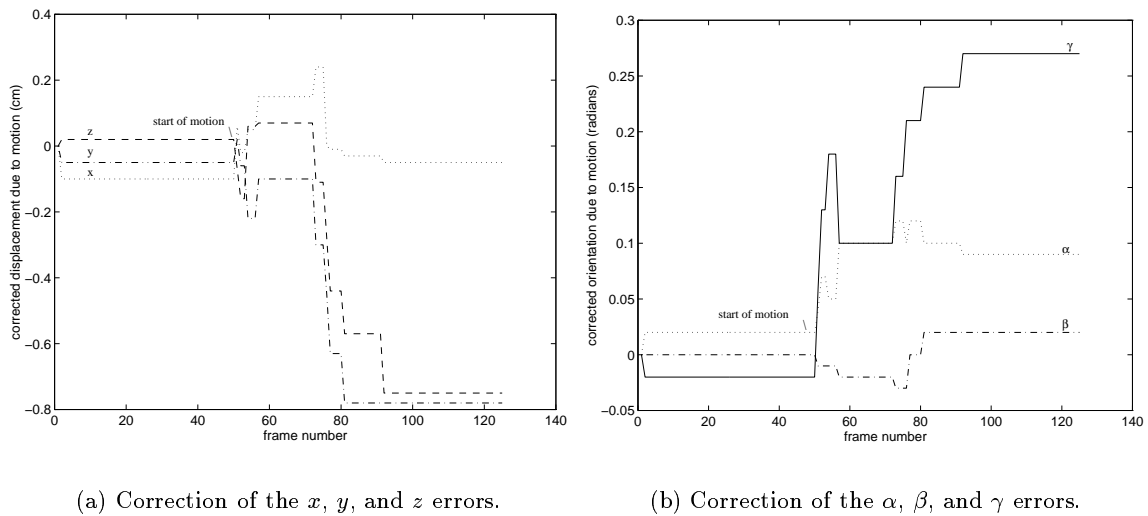 0.4
0.2
0
−0.2
−0.4
−0.6
−0.8
0 20 40 60 80 100 120 140
frame number
corrected displacement due to motion (cm)
z
y
x
start of motion
0.3
0.25
0.2
0.15
0.1
0.05
0
−0.05
0 20 40 60 80 100 120 140
frame number
corrected orientation due to motion (radians)
γ
α
β
start of motion
(a) Correction of the x, y, and z errors.
(b) Correction of the α, β, and γ errors.